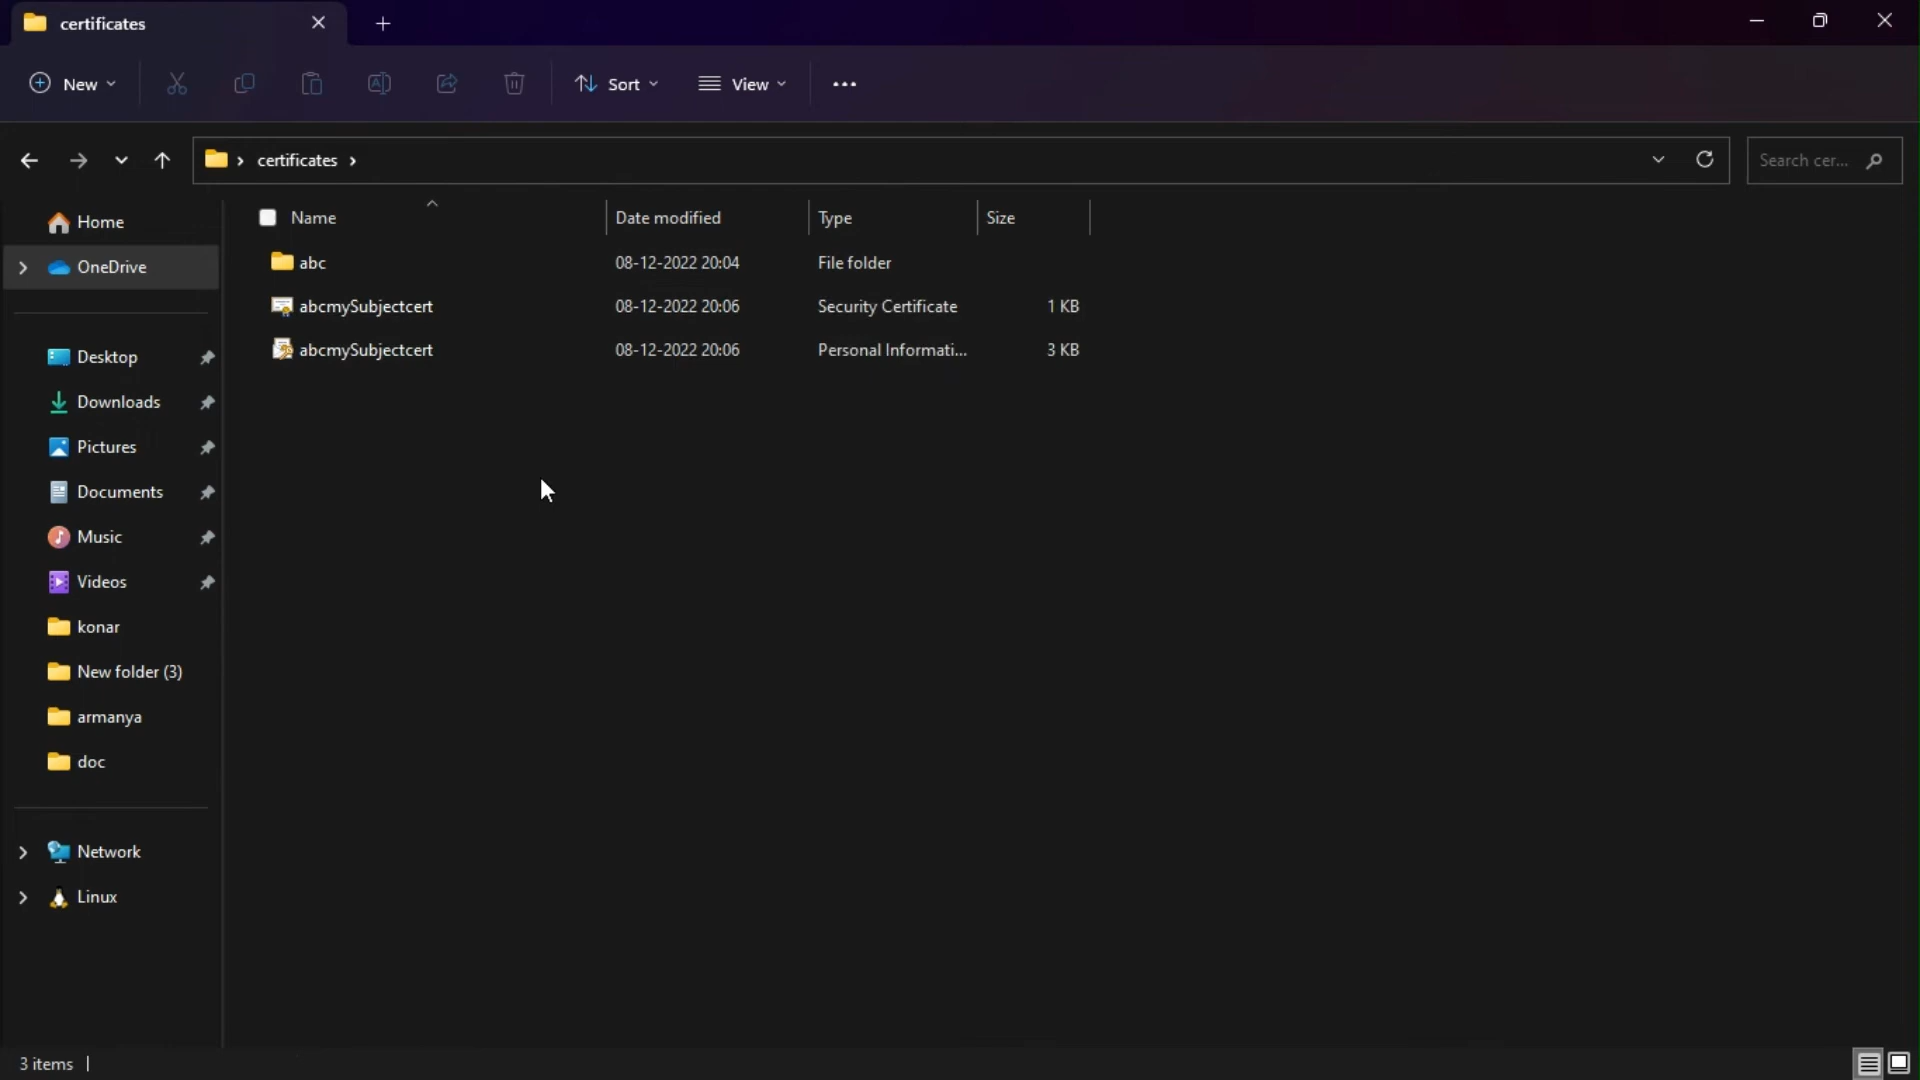 certificates
New Sort View
certificates Search cer...
Name Date modified Type Size
abc 08-12-2022 20:04 File folder
abcmySubjectcert 08-12-2022 20:06 Security Certificate 1 KB
abcmySubjectcert 08-12-2022 20:06 Personal Informati... 3 KB
Home
OneDrive
Desktop
Downloads
Pictures
Documents
Music
Videos
konar
New folder (3)
armanya
doc
Network
Linux
3 items